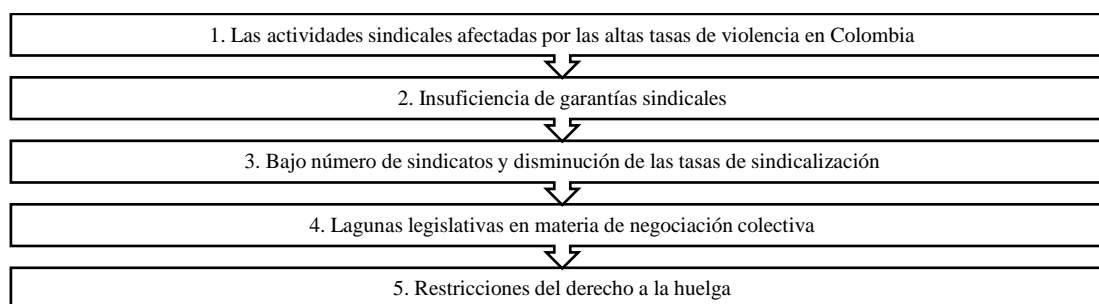 1. Las actividades sindicales afectadas por las altas tasas de violencia en Colombia
2. Insuficiencia de garantías sindicales
3. Bajo número de sindicatos y disminución de las tasas de sindicalización
4. Lagunas legislativas en materia de negociación colectiva
5. Restricciones del derecho a la huelga